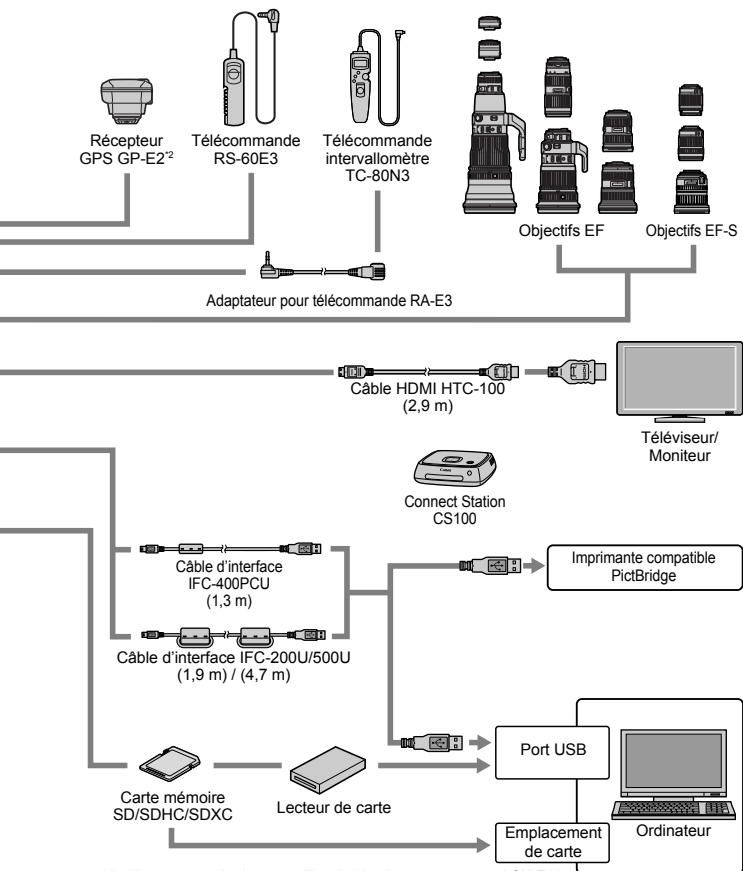 Récepteur
GPS GP-E2*2
Télécommande
RS-60E3
Télécommande
intervallomètre
TC-80N3
Objectifs EF
Objectifs EF-S
Adaptateur pour télécommande RA-E3
Câble HDMI HTC-100
(2,9 m)
Téléviseur/
Moniteur
Canon
Connect Station
CS100
Câble d'interface
IFC-400PCU
(1,3 m)
Imprimante compatible
PictBridge
Câble d'interface IFC-200U/500U
(1,9 m) / (4,7 m)
Port USB
Carte mémoire
SD/SDHC/SDXC
Lecteur de carte
Ordinateur
Emplacement
de carte